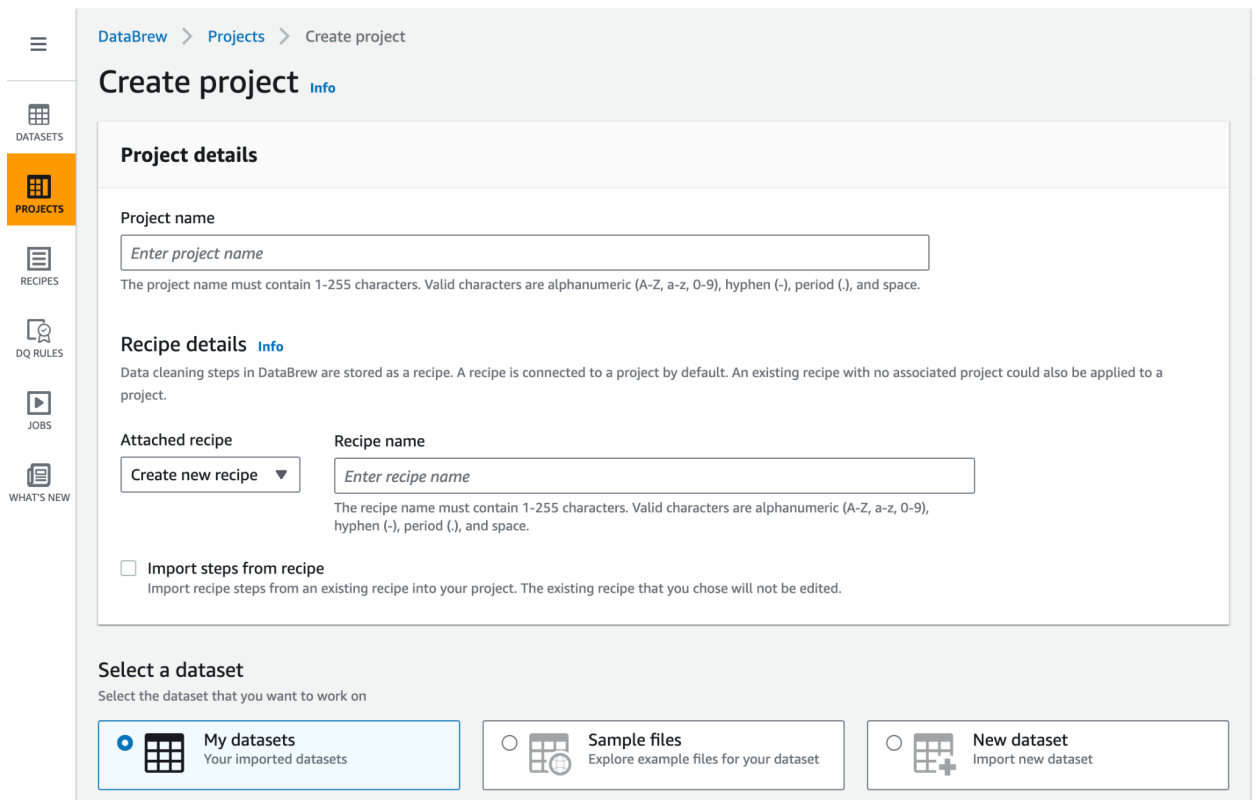 DataBrew > Projects > Create project
Create project Info
DATASETS
PROJECTS
RECIPES
DQ RULES
JOBS
WHAT'S NEW
Project details
Project name
Enter project name
The project name must contain 1-255 characters. Valid characters are alphanumeric (A-Z, a-z, 0-9), hyphen (-), period (.), and space.
Recipe details Info
Data cleaning steps in DataBrew are stored as a recipe. A recipe is connected to a project by default. An existing recipe with no associated project could also be applied to a
project.
Attached recipe
Create new recipe
Recipe name
Enter recipe name
The recipe name must contain 1-255 characters. Valid characters are alphanumeric (A-Z, a-z, 0-9),
hyphen (-), period (.), and space.
Import steps from recipe
Import recipe steps from an existing recipe into your project. The existing recipe that you chose will not be edited.
Select a dataset
Select the dataset that you want to work on
My datasets
Your imported datasets
Sample files
Explore example files for your dataset
New dataset
Import new dataset